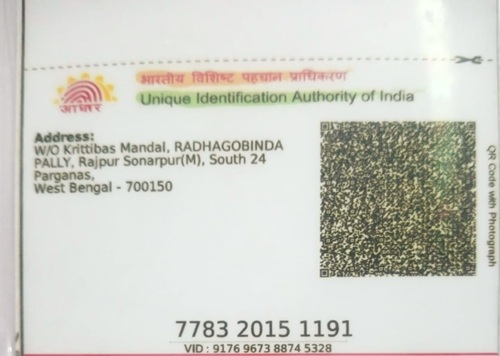 भारतीय विशिष्ट पहचान प्राधिकरण
Unique Identification Authority of India
आधार
Address:
W/O Krittibas Mandal, RADHAGOBINDA
PALLY, Rajpur Sonarpur(M), South 24
Parganas,
West Bengal - 700150
QR Code with Photograph
7783 2015 1191
VID : 9176 9673 8874 5328